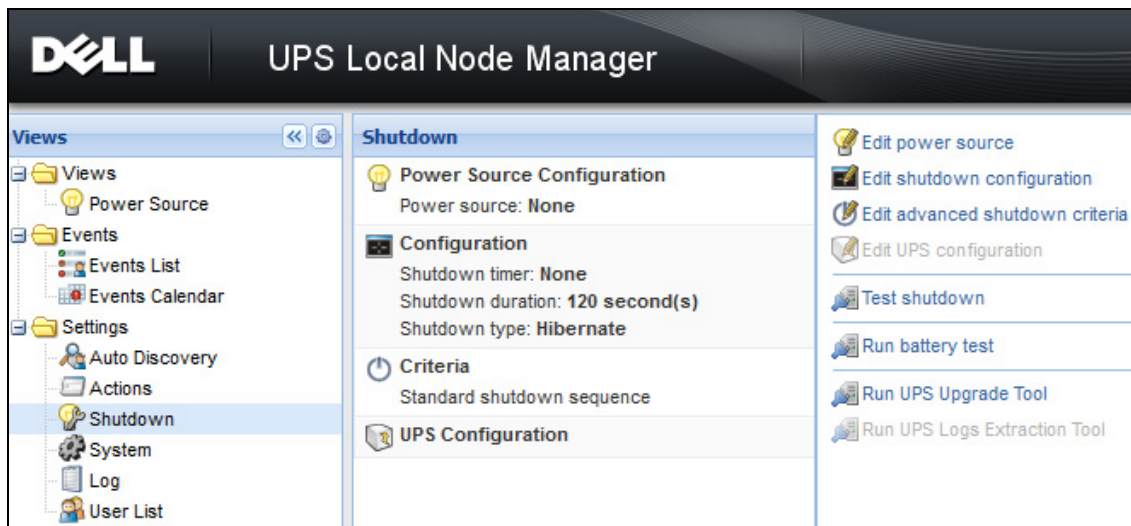 DELL
UPS Local Node Manager
Views
Views
Power Source
Events
Events List
Events Calendar
Settings
Auto Discovery
Actions
Shutdown
System
Log
User List
Shutdown
Power Source Configuration
Power source: None
Configuration
Shutdown timer: None
Shutdown duration: 120 second(s)
Shutdown type: Hibernate
Criteria
Standard shutdown sequence
UPS Configuration
Edit power source
Edit shutdown configuration
Edit advanced shutdown criteria
Edit UPS configuration
Test shutdown
Run battery test
Run UPS Upgrade Tool
Run UPS Logs Extraction Tool